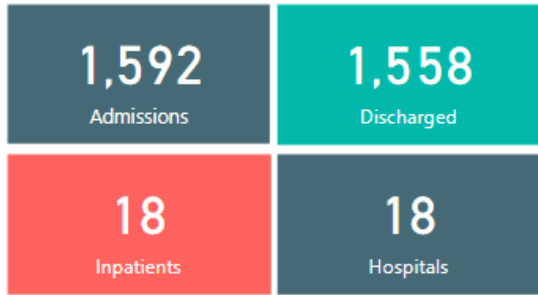 1,592
Admissions
1,558
Discharged
18
Inpatients
18
Hospitals